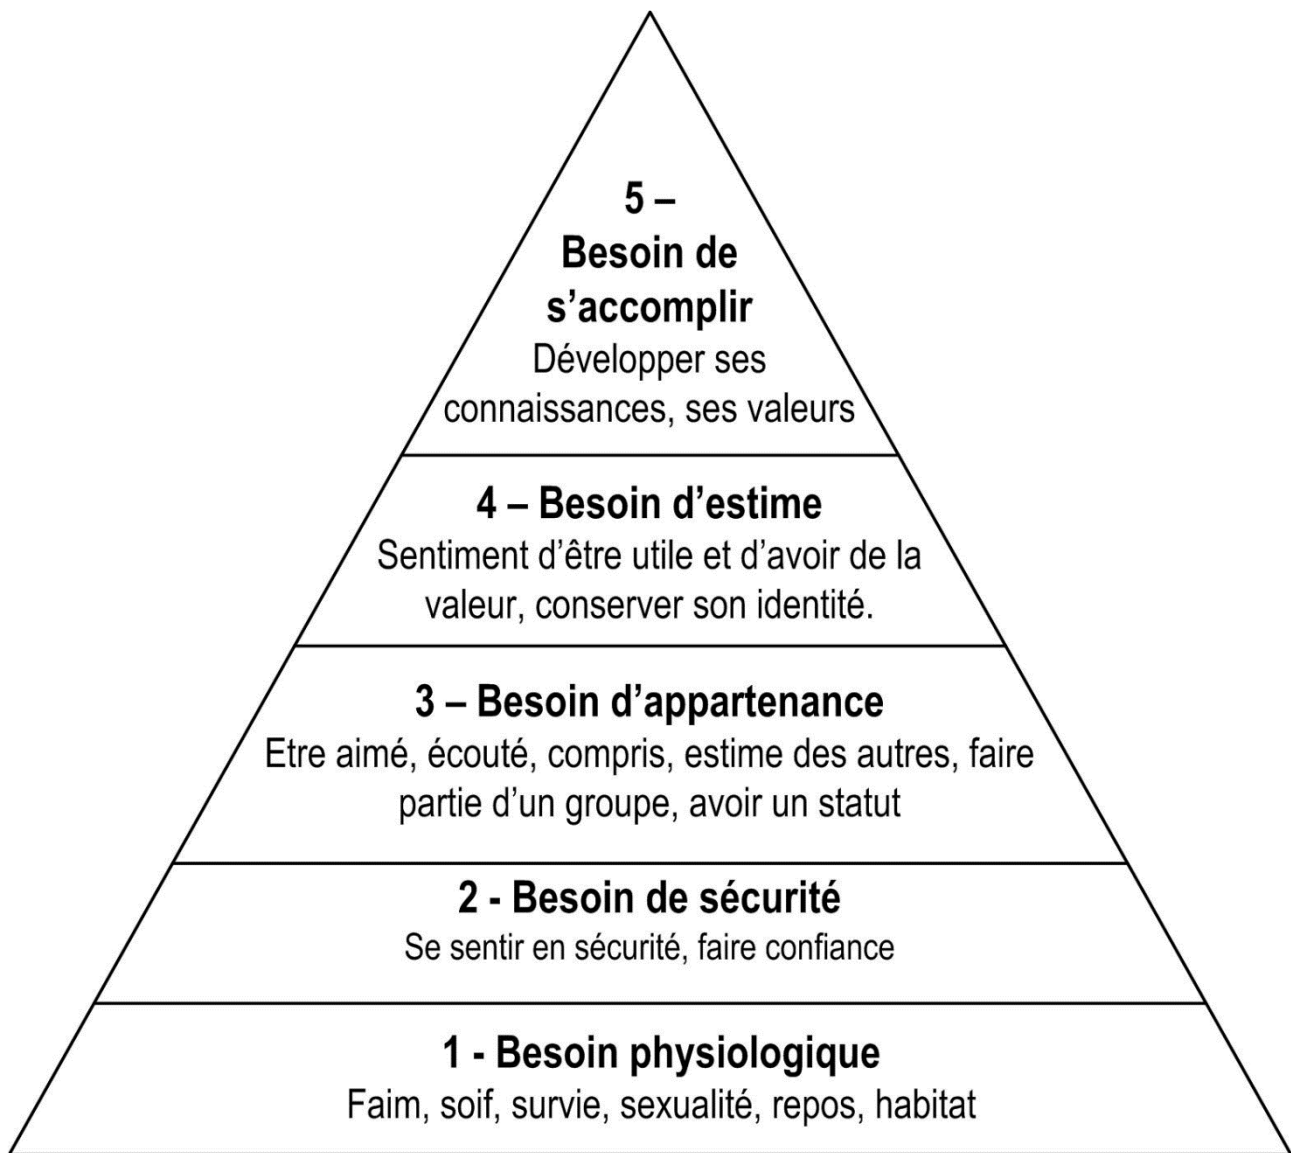 5 –
Besoin de
s’accomplir
Développer ses
connaissances, ses valeurs
4 – Besoin d’estime
Sentiment d’être utile et d’avoir de la
valeur, conserver son identité.
3 – Besoin d’appartenance
Etre aimé, écouté, compris, estime des autres, faire
partie d’un groupe, avoir un statut
2 - Besoin de sécurité
Se sentir en sécurité, faire confiance
1 - Besoin physiologique
Faim, soif, survie, sexualité, repos, habitat